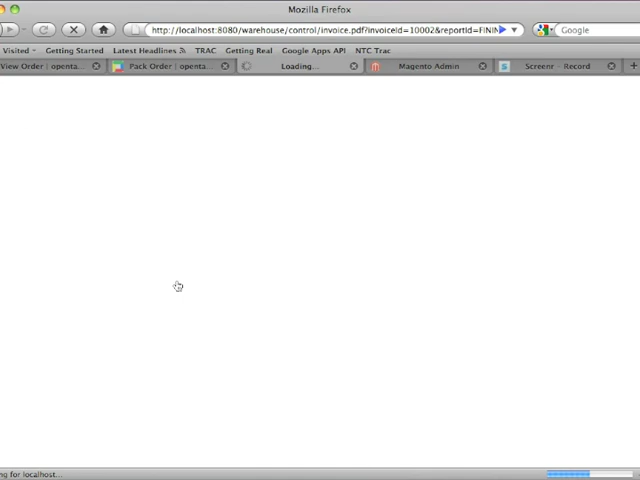 Mozilla Firefox
http://localhost:8080/warehouse/control/invoice.pdf?invoiceId=10002&reportId=FININ
Google
Visited
Getting Started
Latest Headlines
TRAC
Getting Real
Google Apps API
NTC Trac
View Order | openta...
Pack Order | openta...
Loading...
Magento Admin
Screenr - Record
ng for localhost...